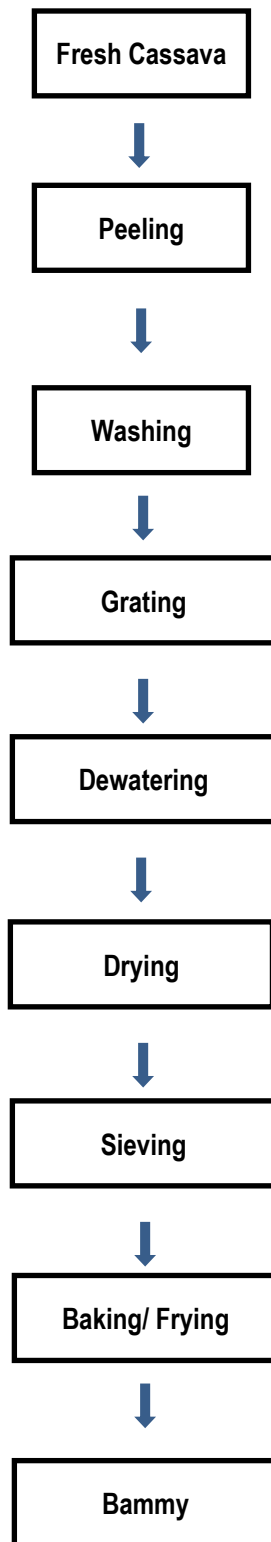 Fresh Cassava
Peeling
Washing
Grating
Dewatering
Drying
Sieving
Baking/ Frying
Bammy